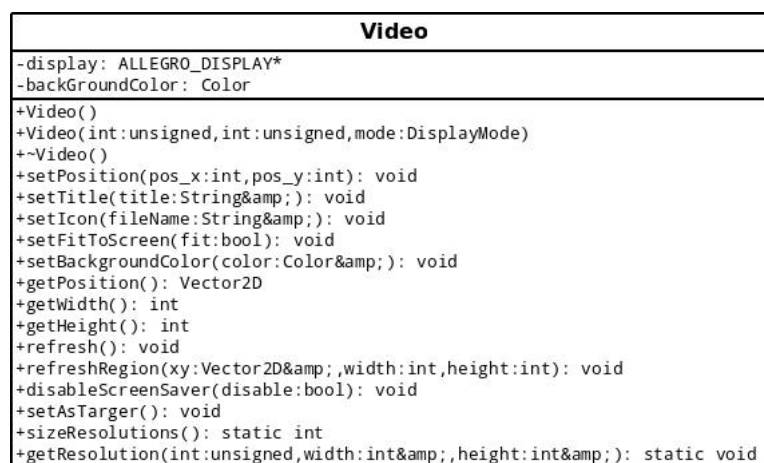 Video
-display: ALLEGRO_DISPLAY*
-backGroundColor: Color
+Video()
+Video(int:unsigned,int:unsigned,mode:DisplayMode)
+~Video()
+setPosition(pos_x:int,pos_y:int): void
+setTitle(title:String&amp;): void
+setIcon(fileName:String&amp;): void
+setFitToScreen(fit:bool): void
+setBackgroundColor(color:Color&amp;): void
+getPosition(): Vector2D
+getWidth(): int
+getHeight(): int
+refresh(): void
+refreshRegion(xy:Vector2D&amp;,width:int,height:int): void
+disableScreenSaver(disable:bool): void
+setAsTarger(): void
+sizeResolutions(): static int
+getResolution(int:unsigned,width:int&amp;,height:int&amp;): static void